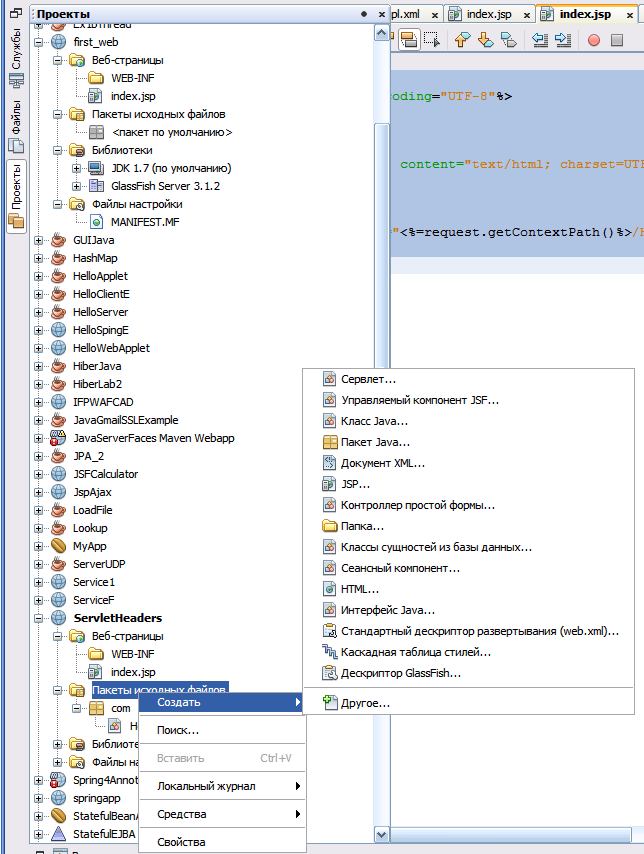 Службы
Файлы
Проекты
Проекты
Ex1bThread
first_web
Веб-страницы
WEB-INF
index.jsp
Пакеты исходных файлов
<пакет по умолчанию>
Библиотеки
JDK 1.7 (по умолчанию)
GlassFish Server 3.1.2
Файлы настройки
MANIFEST.MF
GUIJava
HashMap
HelloApplet
HelloClientE
HelloServer
HelloSpingE
HelloWebApplet
HiberJava
HiberLab2
IFPWAFCAD
JavaGmailSSLExample
JavaServerFaces Maven Webapp
JPA_2
JSFCalculator
JspAjax
LoadFile
Lookup
MyApp
ServerUDP
Service1
ServiceF
ServletHeaders
Веб-страницы
WEB-INF
index.jsp
Пакеты исходных файлов
com
H
Библиоте
Файлы на
Spring4Annot
springapp
StatefulBeanA
StatefulEJBA
pl.xml
index.jsp
index.jsp
oding="UTF-8"%>
content="text/html; charset=UTF
"<%=request.getContextPath()%>/H
Создать
Поиск...
Вставить Ctrl+V
Локальный журнал
Средства
Свойства
Сервлет...
Управляемый компонент JSF...
Класс Java...
Пакет Java...
Документ XML...
JSP...
Контроллер простой формы...
Папка...
Классы сущностей из базы данных...
Сеансный компонент...
HTML...
Интерфейс Java...
Стандартный дескриптор развертывания (web.xml)...
Каскадная таблица стилей...
Дескриптор GlassFish...
Другое...